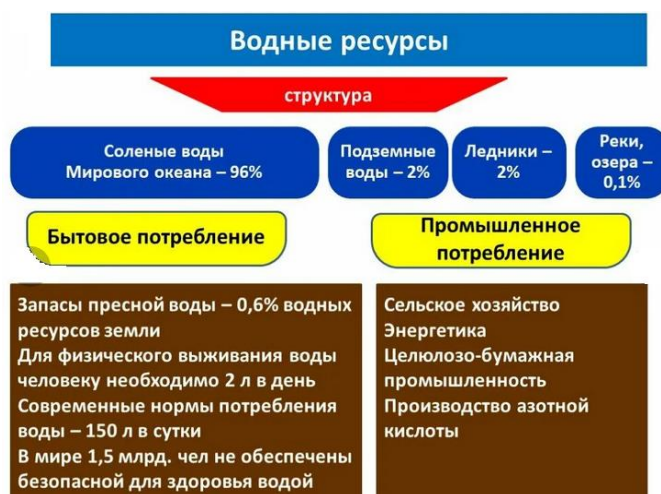 Водные ресурсы
структура
Соленые воды
Мирового океана – 96%
Подземные
воды – 2%
Ледники –
2%
Реки,
озера –
0,1%
Бытовое потребление
Промышленное
потребление
Запасы пресной воды – 0,6% водных
ресурсов земли
Для физического выживания воды
человеку необходимо 2 л в день
Современные нормы потребления
воды – 150 л в сутки
В мире 1,5 млрд. чел не обеспечены
безопасной для здоровья водой
Сельское хозяйство
Энергетика
Целюлозо-бумажная
промышленность
Производство азотной
кислоты